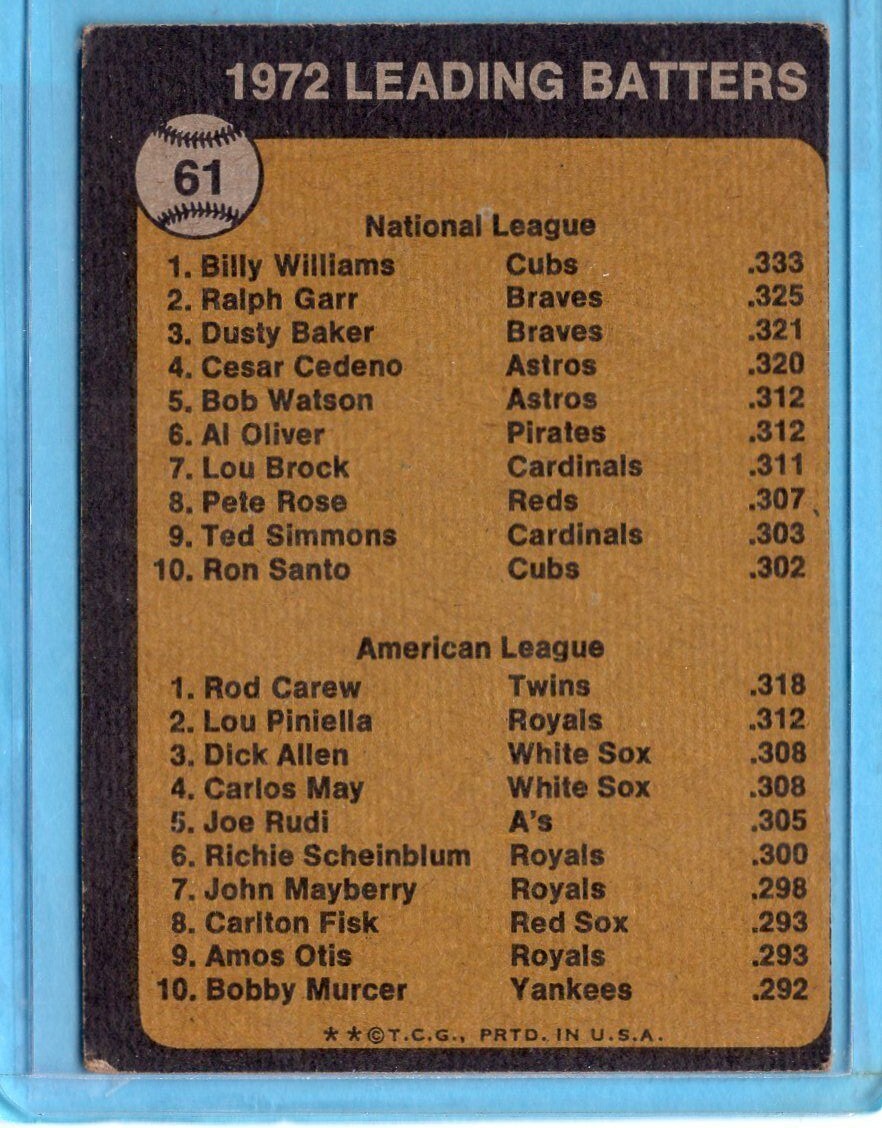 1972 LEADING BATTERS
61
National League
1. Billy Williams Cubs .333
2. Ralph Garr Braves .325
3. Dusty Baker Braves .321
4. Cesar Cedeno Astros .320
5. Bob Watson Astros .312
6. Al Oliver Pirates .312
7. Lou Brock Cardinals .311
8. Pete Rose Reds .307
9. Ted Simmons Cardinals .303
10. Ron Santo Cubs .302
American League
1. Rod Carew Twins .318
2. Lou Piniella Royals .312
3. Dick Allen White Sox .308
4. Carlos May White Sox .308
5. Joe Rudi A's .305
6. Richie Scheinblum Royals .300
7. John Mayberry Royals .298
8. Carlton Fisk Red Sox .293
9. Amos Otis Royals .293
10. Bobby Murcer Yankees .292
**©T.C.G., PRTD. IN U.S.A.